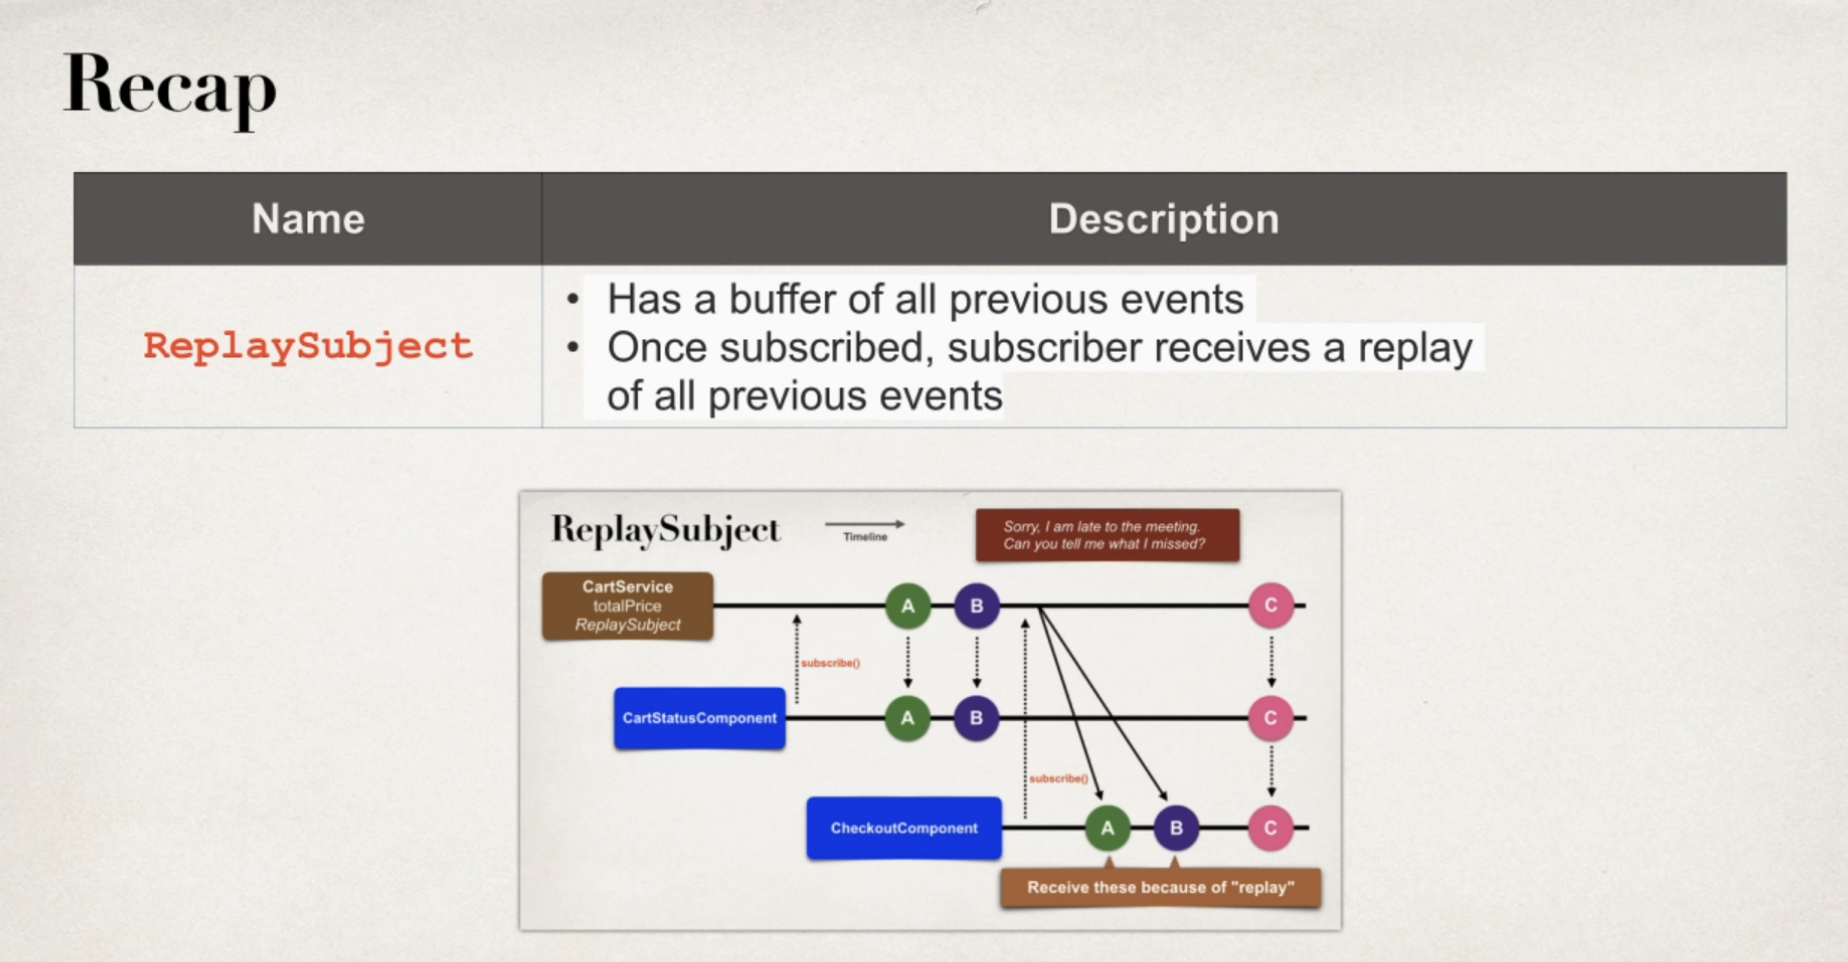 Recap
Name
Description
ReplaySubject
• Has a buffer of all previous events
• Once subscribed, subscriber receives a replay
of all previous events
ReplaySubject
Timeline
Sorry, I am late to the meeting.
Can you tell me what I missed?
CartService
totalPrice
ReplaySubject
A
B
C
subscribe()
CartStatusComponent
A
B
C
subscribe()
CheckoutComponent
A
B
C
Receive these because of "replay"